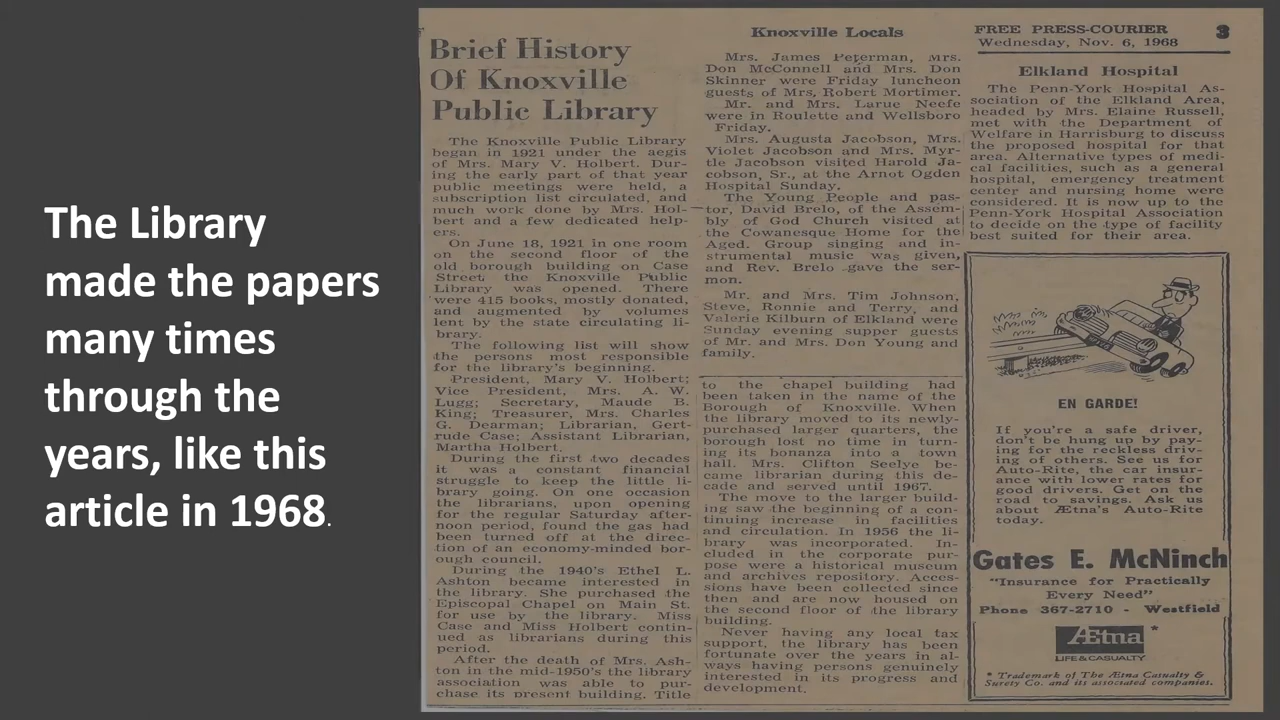 The Library
made the papers
many times
through the
years, like this
article in 1968.
Brief History
Of Knoxville
Public Library
The Knoxville Public Library
began in 1921 under the aegis
of Mrs. Mary V. Holbert. Dur-
ing the early part of that year
public meetings were held, a
subscription list circulated, and
much work done by Mrs. Hol-
bert and a few dedicated help-
ers.
On June 18, 1921 in one room
on the second floor of the
old borough building on Case
Street, the Knoxville Public
Library was opened. There
were 415 books, mostly donated,
and augmented by volumes
lent by the state circulating li-
brary.
The following list will show
the persons most responsible
for the library's beginning.
President, Mary V. Holbert;
Vice President, Mrs. A. W.
Lugg; Secretary, Maude B.
King; Treasurer, Mrs. Charles
G. Dearman; Librarian, Gert-
rude Case; Assistant Librarian,
Martha Holbert.
During the first two decades
it was a constant financial
struggle to keep the little li-
brary going. On one occasion
the librarians, upon opening
for the regular Saturday after-
noon period, found the gas had
been turned off at the direc-
tion of an economy-minded bor-
ough council.
During the 1940's Ethel L.
Ashton became interested in
the library. She purchased the
Episcopal Chapel on Main St.
for use by the library. Miss
Case and Miss Holbert contin-
ued as librarians during this
period.
After the death of Mrs. Ash-
ton in the mid-1950's the library
association was able to pur-
chase its present building. Title
Knoxville Locals
Mrs. James Peterman, Mrs.
Don McConnell and Mrs. Don
Skinner were Friday luncheon
guests of Mrs, Robert Mortimer.
Mr. and Mrs. Larue Neefe
were in Roulette and Wellsboro
Friday.
Mrs. Augusta Jacobson, Mrs.
Violet Jacobson and Mrs. Myr-
tle Jacobson visited Harold Ja-
cobson, Sr., at the Arnot Ogden
Hospital Sunday.
The Young People and pas-
tor, David Brelo, of the Assem-
bly of God Church visited at
the Cowanesque Home for the
Aged. Group singing and in-
strumental music was given,
and Rev. Brelo gave the ser-
mon.
Mr. and Mrs. Tim Johnson,
Steve, Ronnie and Terry, and
Valerie Kilburn of Elkland were
Sunday evening supper guests
of Mr. and Mrs. Don Young and
family.
to the chapel building had
been taken in the name of the
Borough of Knoxville. When
the library moved to its newly-
purchased larger quarters, the
borough lost no time in turn-
ing its bonanza into a town
hall. Mrs. Clifton Seelye be-
came librarian during this de-
cade and served until 1967.
The move to the larger build-
ing saw the beginning of a con-
tinuing increase in facilities
and circulation. In 1956 the li-
brary was incorporated. In-
cluded in the corporate pur-
pose were a historical museum
and archives repository. Acces-
sions have been collected since
then and are now housed on
the second floor of the library
building.
Never having any local tax
support, the library has been
fortunate over the years in al-
ways having persons genuinely
interested in its progress and
development.
FREE PRESS-COURIER 3
Wednesday, Nov. 6, 1968
Elkland Hospital
The Penn-York Hospital As-
sociation of the Elkland Area,
headed by Mrs. Elaine Russell,
met with the Department of
Welfare in Harrisburg to discuss
the proposed hospital for that
area. Alternative types of medi-
cal facilities, such as a general
hospital, emergency treatment
center and nursing home were
considered. It is now up to the
Penn-York Hospital Association
to decide on the type of facility
best suited for their area.
EN GARDE!
If you're a safe driver,
don't be hung up by pay-
ing for the reckless driv-
ing of others. See us for
Auto-Rite, the car insur-
ance with lower rates for
good drivers. Get on the
road to savings. Ask us
about Ætna's Auto-Rite
today.
Gates E. McNinch
"Insurance for Practically
Every Need"
Phone 367-2710 - Westfield
Ætna *
LIFE & CASUALTY
* Trademark of The Ætna Casualty &
Surety Co. and its associated companies.